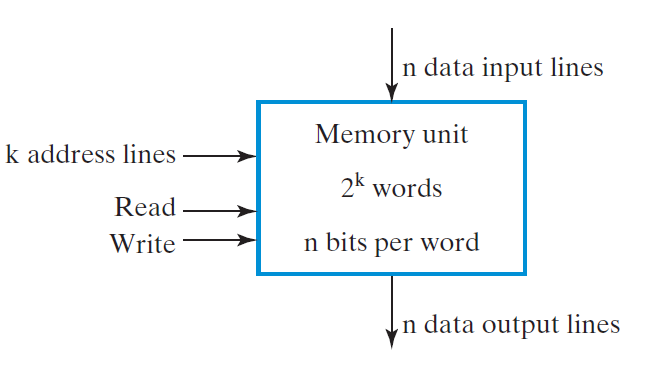 n data input lines
Memory unit
k address lines
2ᵏ words
Read
Write
n bits per word
n data output lines